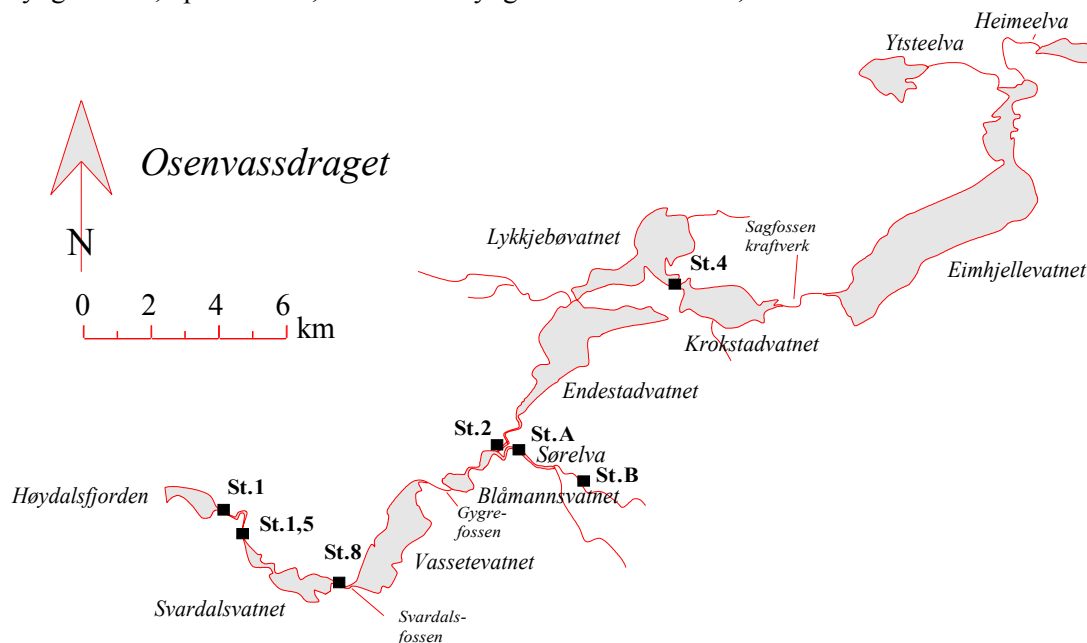 Heimeelva
Ytsteelva
Osenvassdraget
N
Lykkjebøvatnet
Sagfossen
kraftverk
St.4
Eimhjellevatnet
0 2 4 6
km
Krokstadvatnet
Endestadvatnet
St.2
St.A
Sørelva
St.B
Høydalsfjorden
St.1
Blåmannsvatnet
Gygre-
fossen
St.1,5
St.8
Vassetevatnet
Svardalsvatnet
Svardals-
fossen